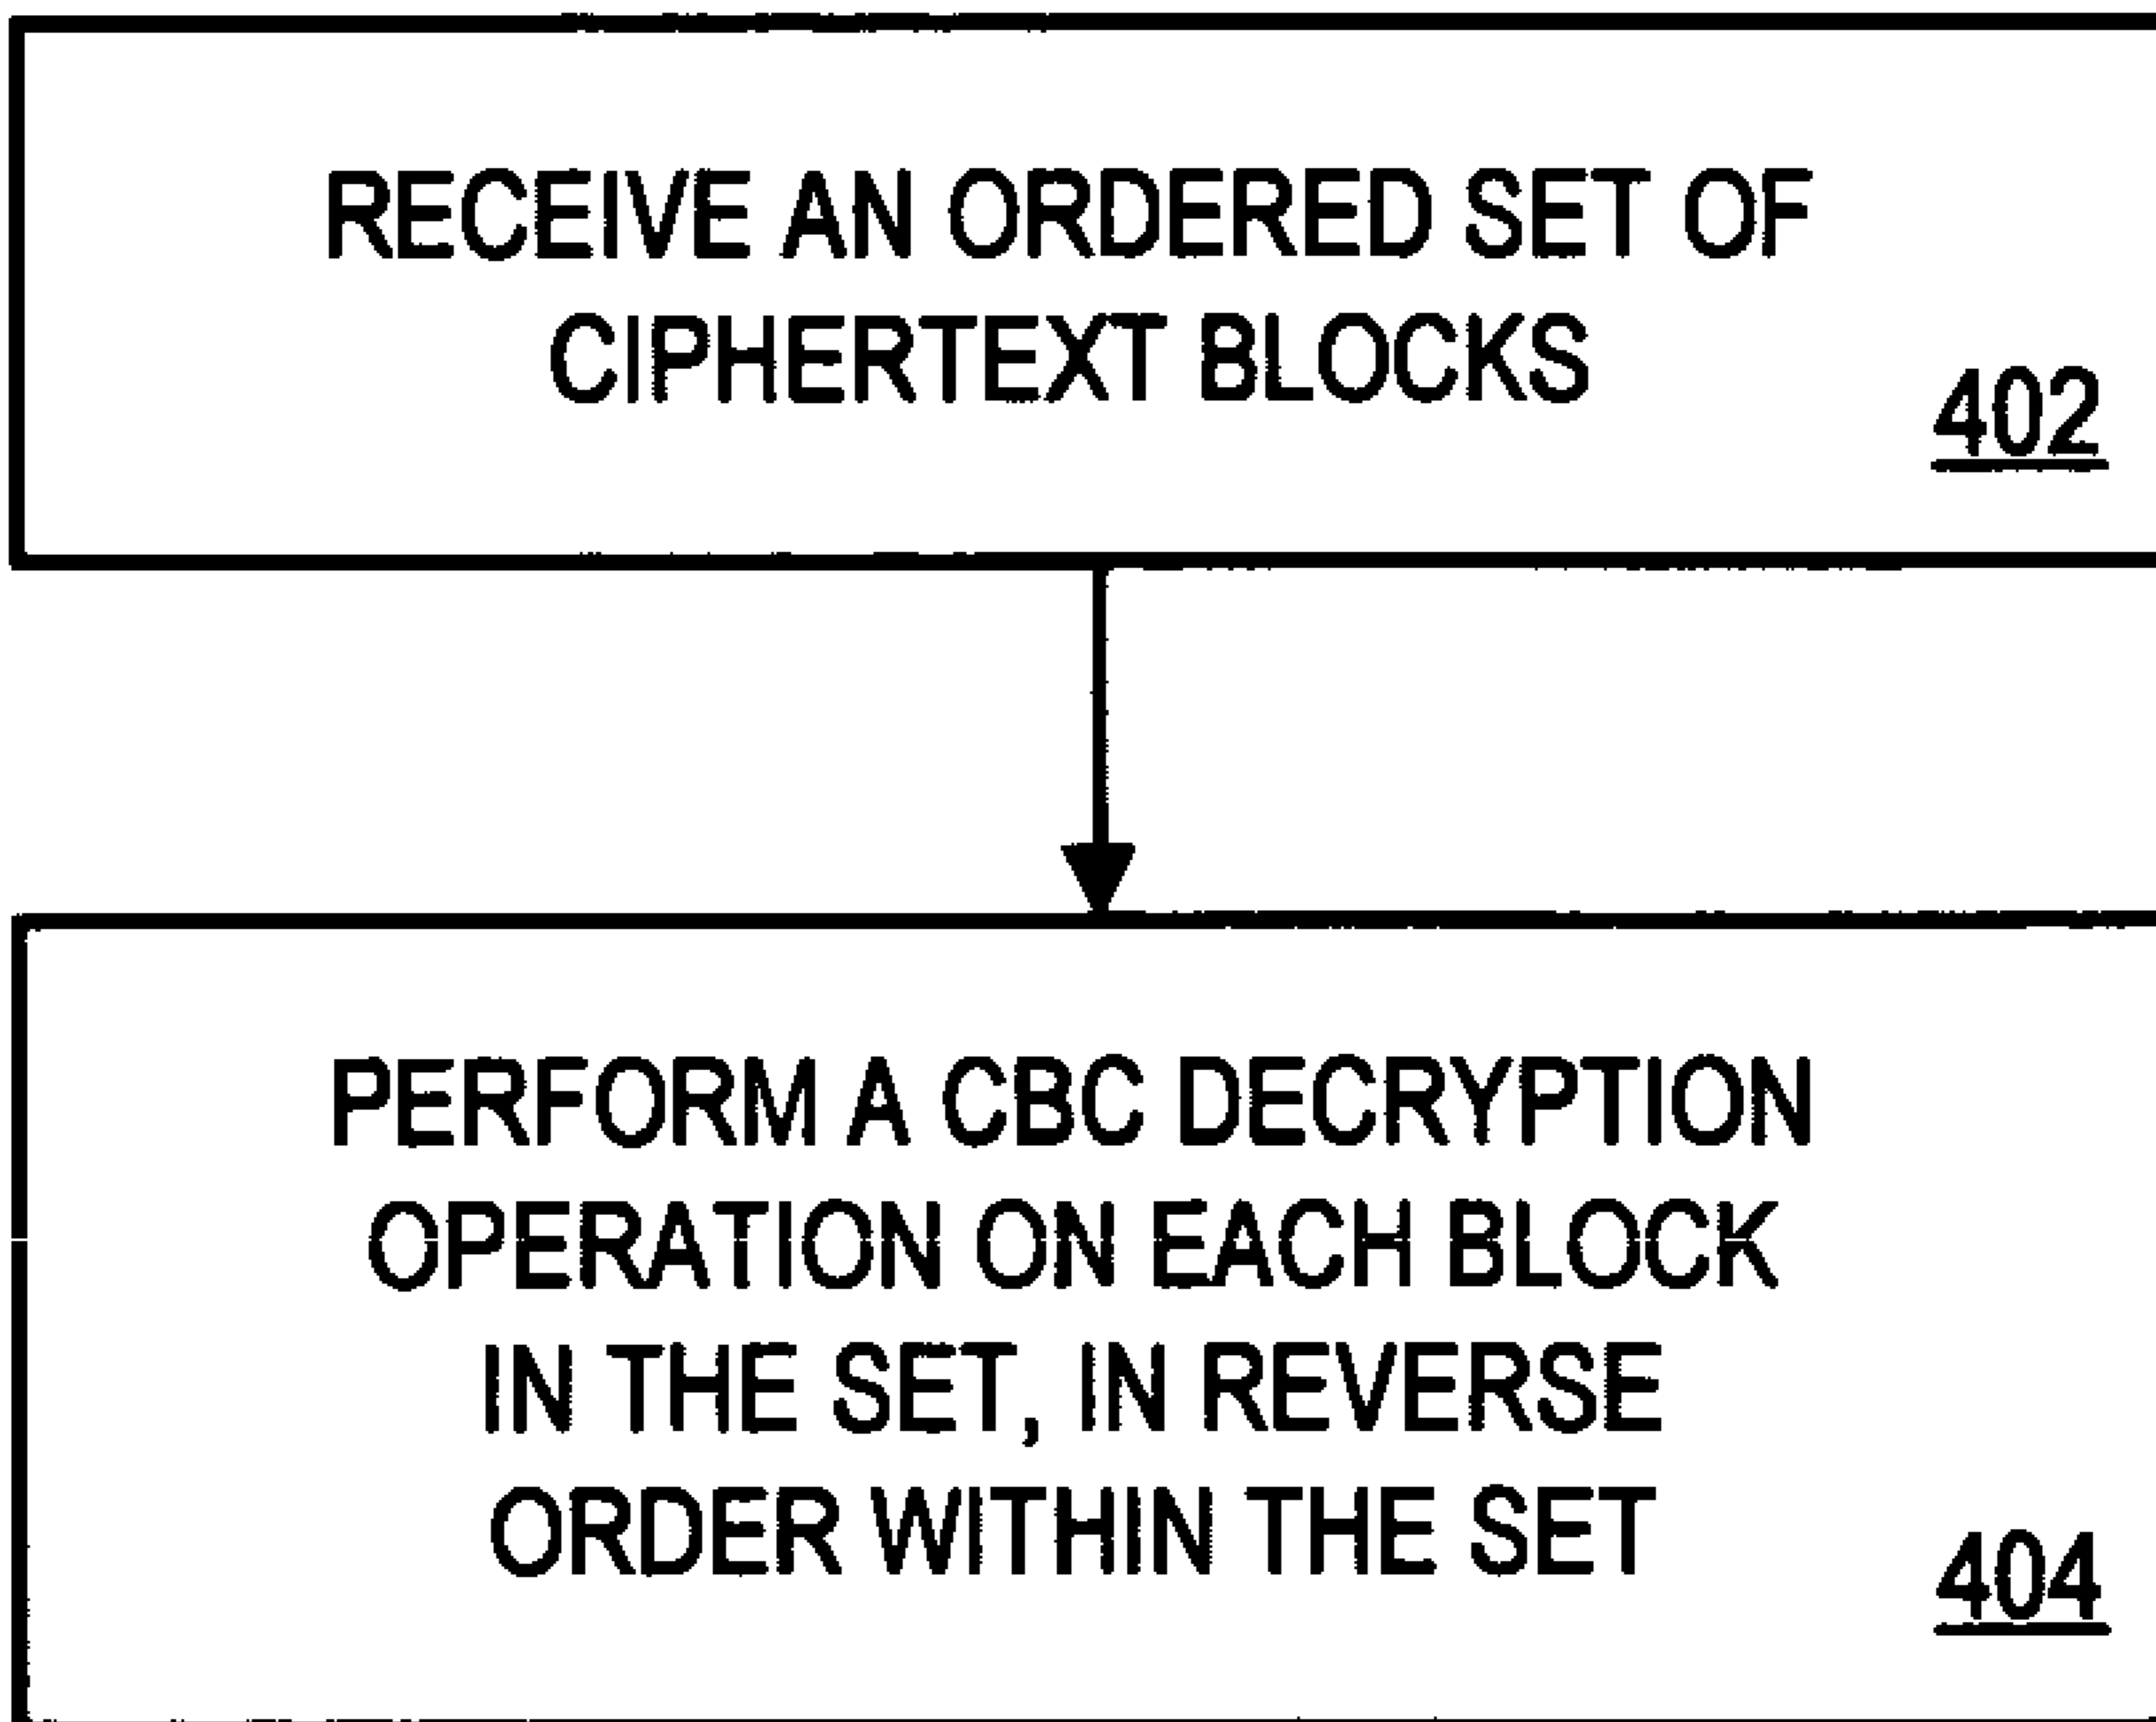 RECEIVE AN ORDERED SET OF
CIPHERTEXT BLOCKS
402
PERFORM A CBC DECRYPTION
OPERATION ON EACH BLOCK
IN THE SET, IN REVERSE
ORDER WITHIN THE SET
404